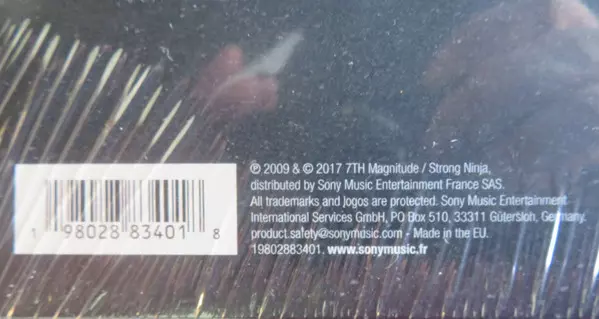 ℗ 2009 & © 2017 7TH Magnitude / Strong Ninja,
distributed by Sony Music Entertainment France SAS.
All trademarks and logos are protected. Sony Music Entertainment
International Services GmbH, PO Box 510, 33311 Gütersloh, Germany.
product.safety@sonymusic.com - Made in the EU.
19802883401. www.sonymusic.fr
1 98028 83401 8